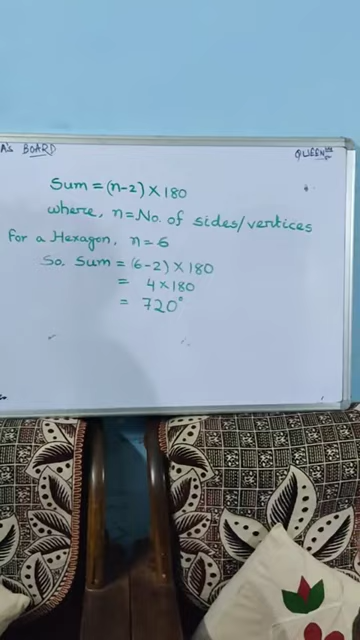 A's BOARD
QUEEN
Sum = (n-2) × 180
where, n = No. of sides/vertices
For a Hexagon, n = 6
So, Sum = (6-2) × 180
= 4 × 180
= 720°